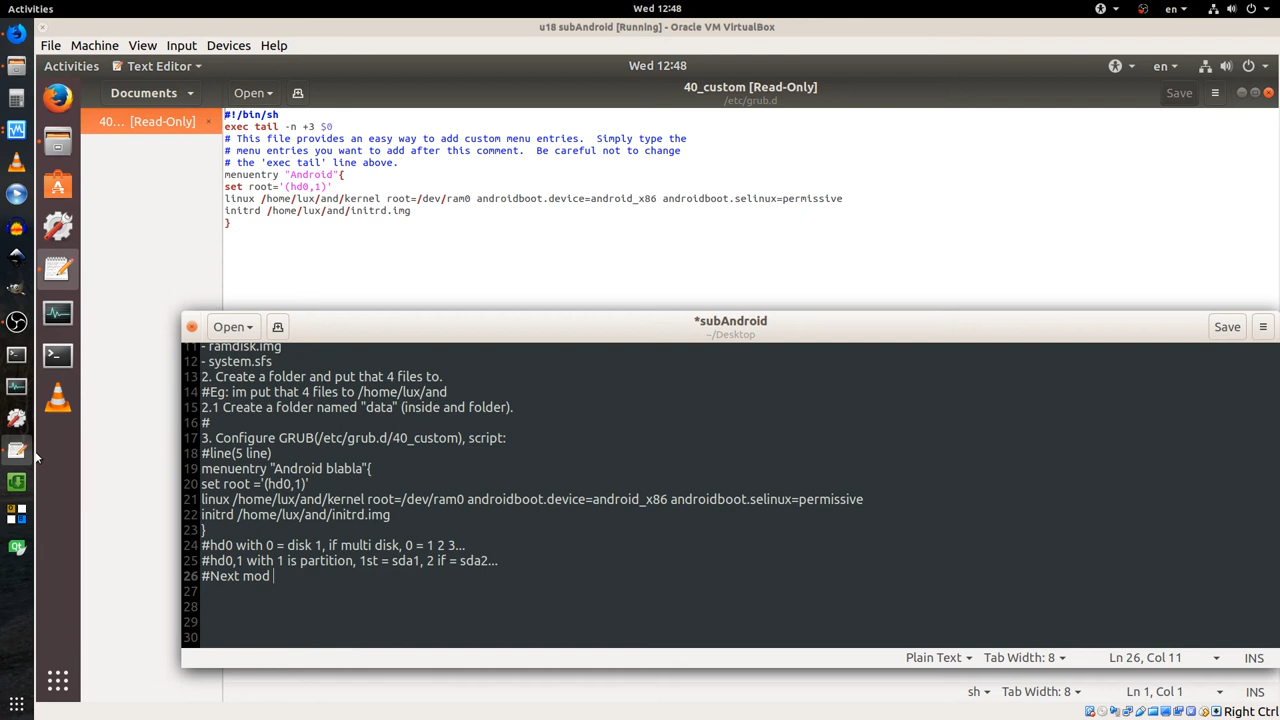 Activities
Wed 12:48
en
u18 subAndroid [Running] - Oracle VM VirtualBox
File Machine View Input Devices Help
Activities Text Editor
Wed 12:48
en
Documents
Open
40_custom [Read-Only]
/etc/grub.d
Save
40... [Read-Only]
#!/bin/sh
exec tail -n +3 $0
# This file provides an easy way to add custom menu entries.  Simply type the
# menu entries you want to add after this comment.  Be careful not to change
# the 'exec tail' line above.
menuentry "Android"{
set root='(hd0,1)'
linux /home/lux/and/kernel root=/dev/ram0 androidboot.device=android_x86 androidboot.selinux=permissive
initrd /home/lux/and/initrd.img
}
Open
*subAndroid
~/Desktop
Save
11 - ramdisk.img
12 - system.sfs
13 2. Create a folder and put that 4 files to.
14 #Eg: im put that 4 files to /home/lux/and
15 2.1 Create a folder named "data" (inside and folder).
16 #
17 3. Configure GRUB(/etc/grub.d/40_custom), script:
18 #line(5 line)
19 menuentry "Android blabla"{
20 set root ='(hd0,1)'
21 linux /home/lux/and/kernel root=/dev/ram0 androidboot.device=android_x86 androidboot.selinux=permissive
22 initrd /home/lux/and/initrd.img
23 }
24 #hd0 with 0 = disk 1, if multi disk, 0 = 1 2 3...
25 #hd0,1 with 1 is partition, 1st = sda1, 2 if = sda2...
26 #Next mod
27
28
29
30
Plain Text Tab Width: 8 Ln 26, Col 11 INS
sh Tab Width: 8 Ln 1, Col 1 INS
Right Ctrl